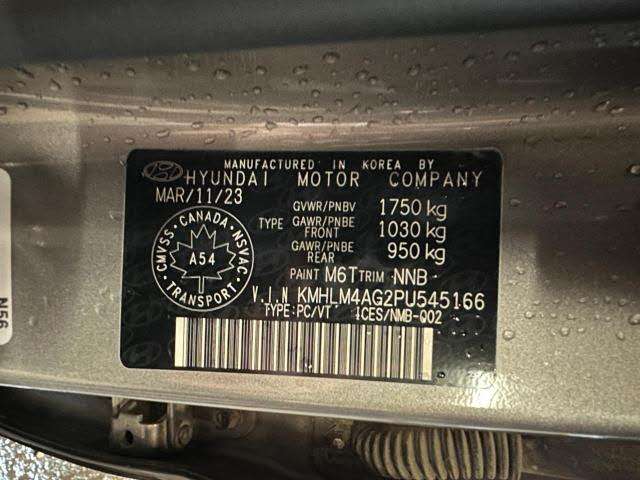 MANUFACTURED IN KOREA BY
HYUNDAI MOTOR COMPANY
MAR/11/23
GVWR/PNBV 1750 kg
TYPE GAWR/PNBE FRONT 1030 kg
GAWR/PNBE REAR 950 kg
CMVSS · CANADA · NSVAC
A54
· TRANSPORT ·
PAINT M6T TRIM NNB
V.I.N KMHLM4AG2PU545166
TYPE:PC/VT ICES/NMB-002
N56